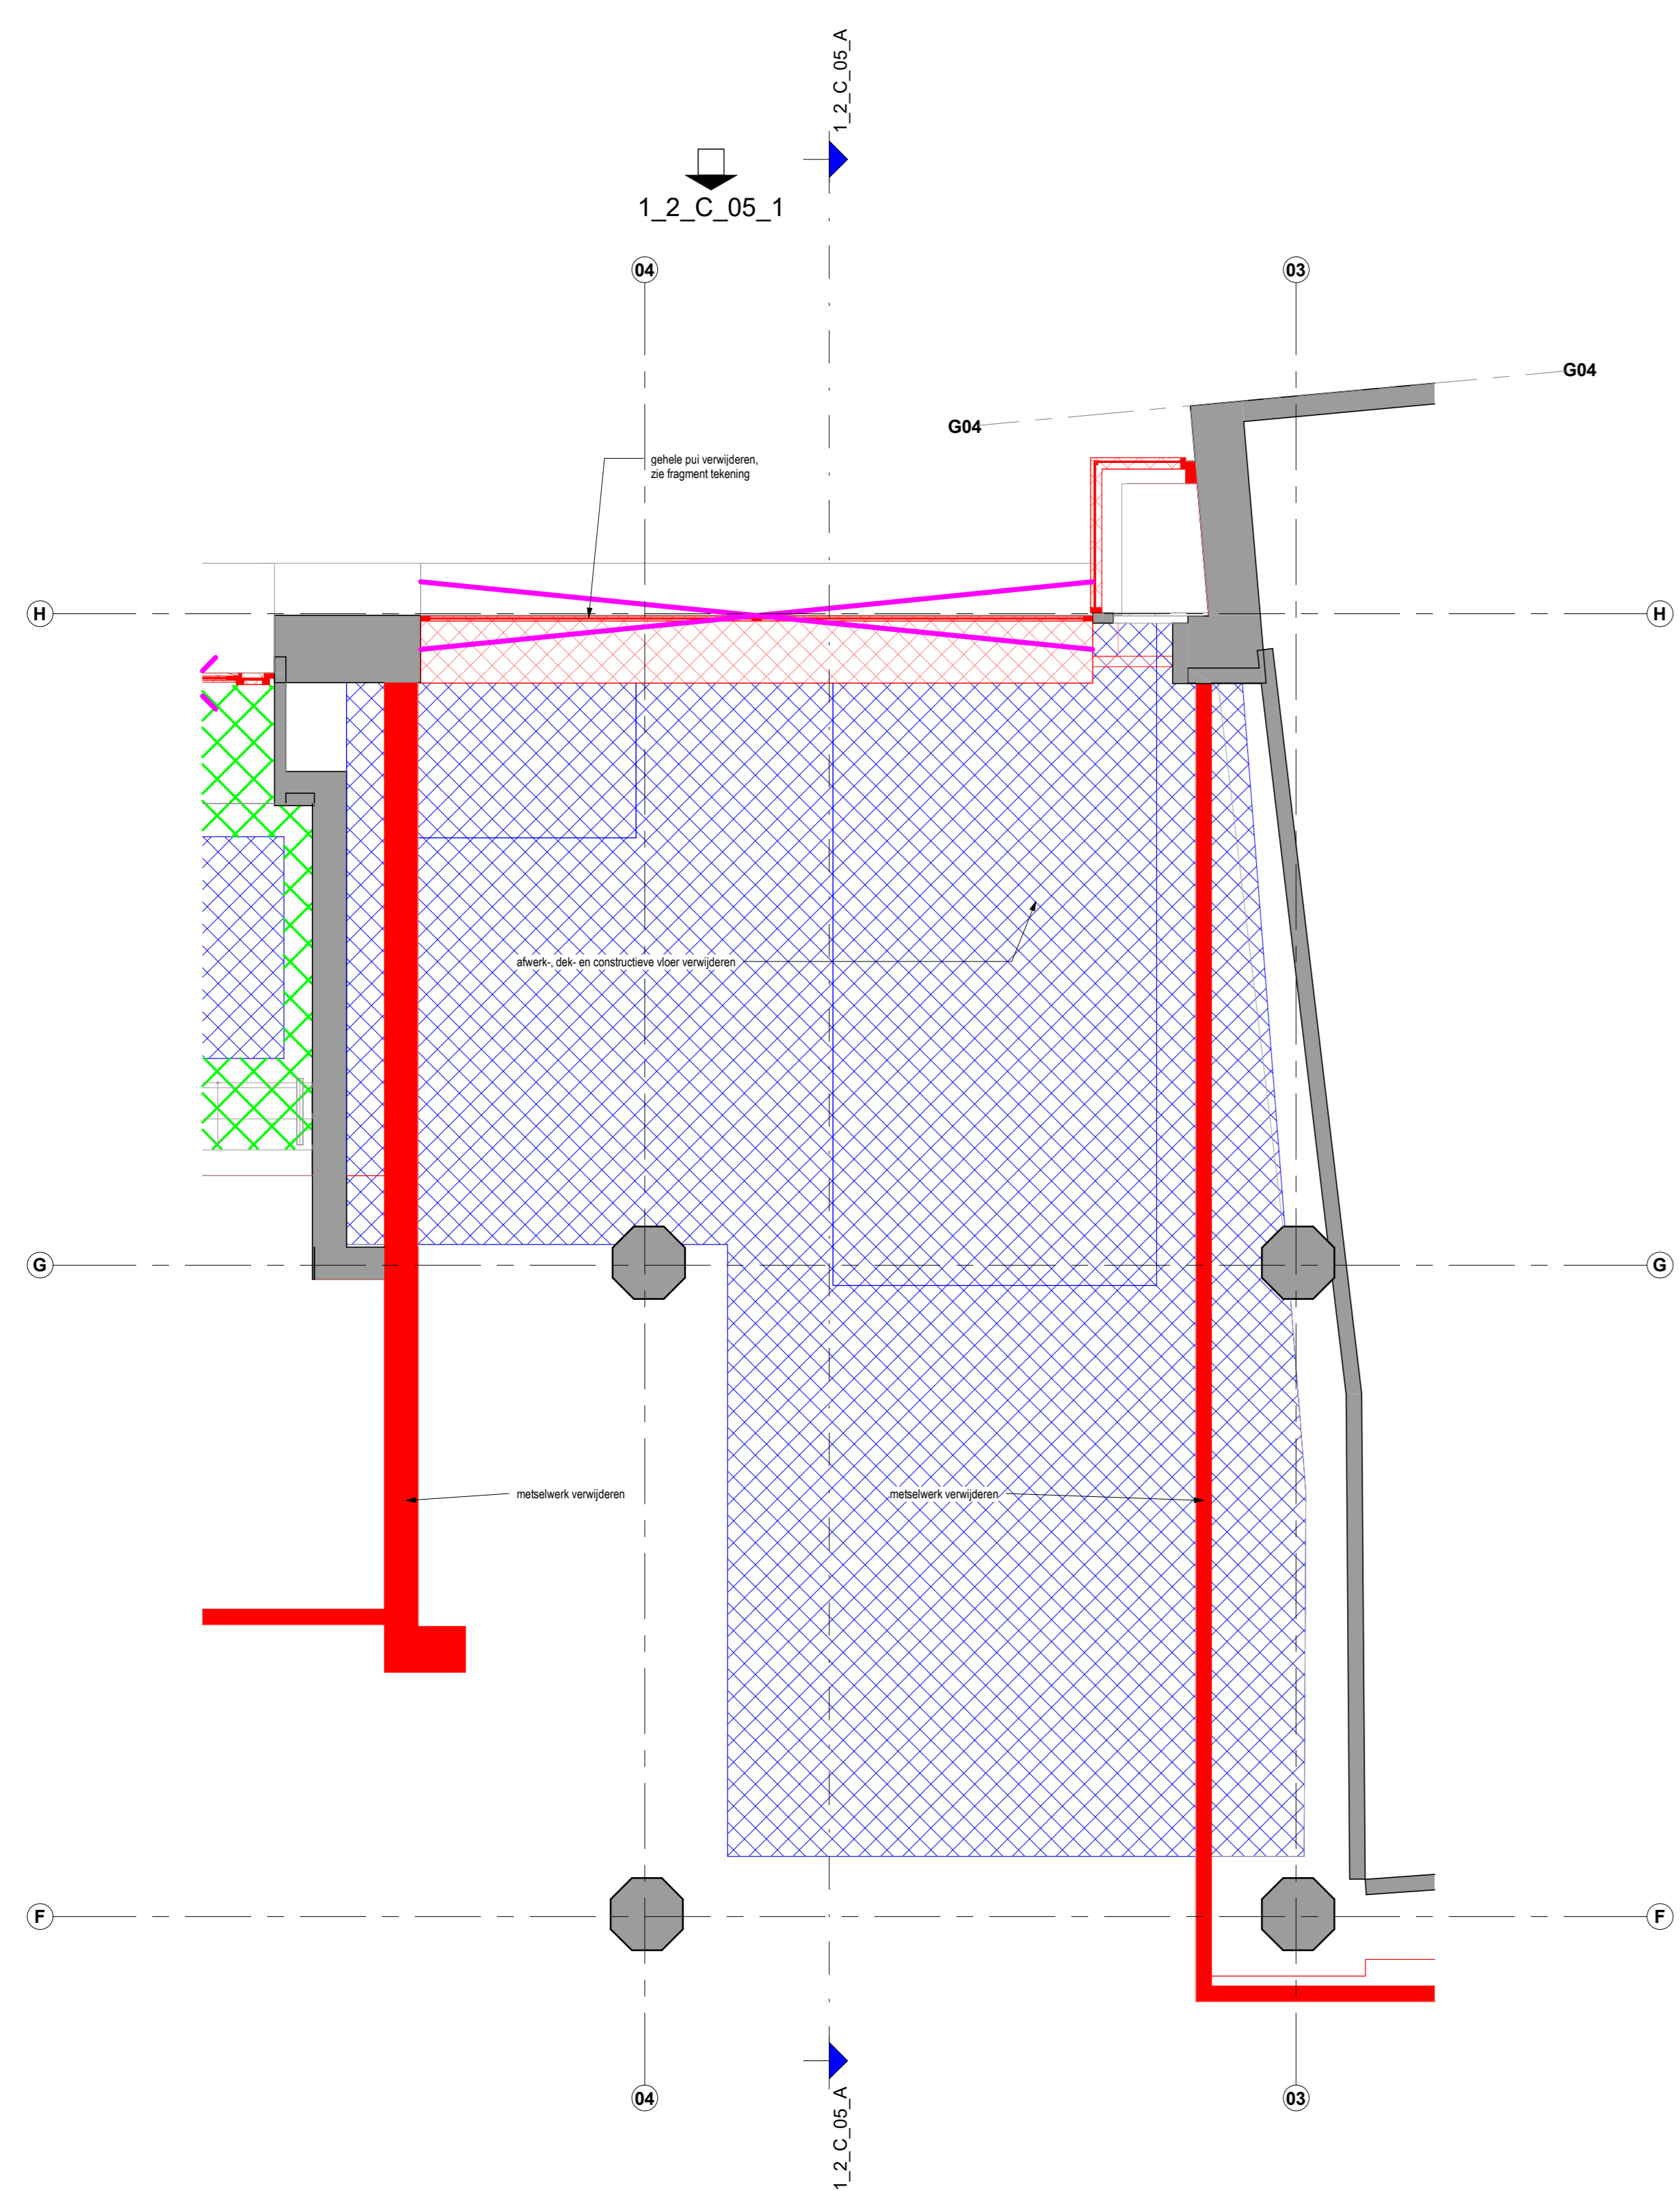 1_2_C_05_A
1_2_C_05_1
04
03
G04
G04
gehele pui verwijderen,
zie fragment tekening
H
H
afwerk-, dek- en constructieve vloer verwijderen
G
G
metselwerk verwijderen
metselwerk verwijderen
F
F
04
03
1_2_C_05_A